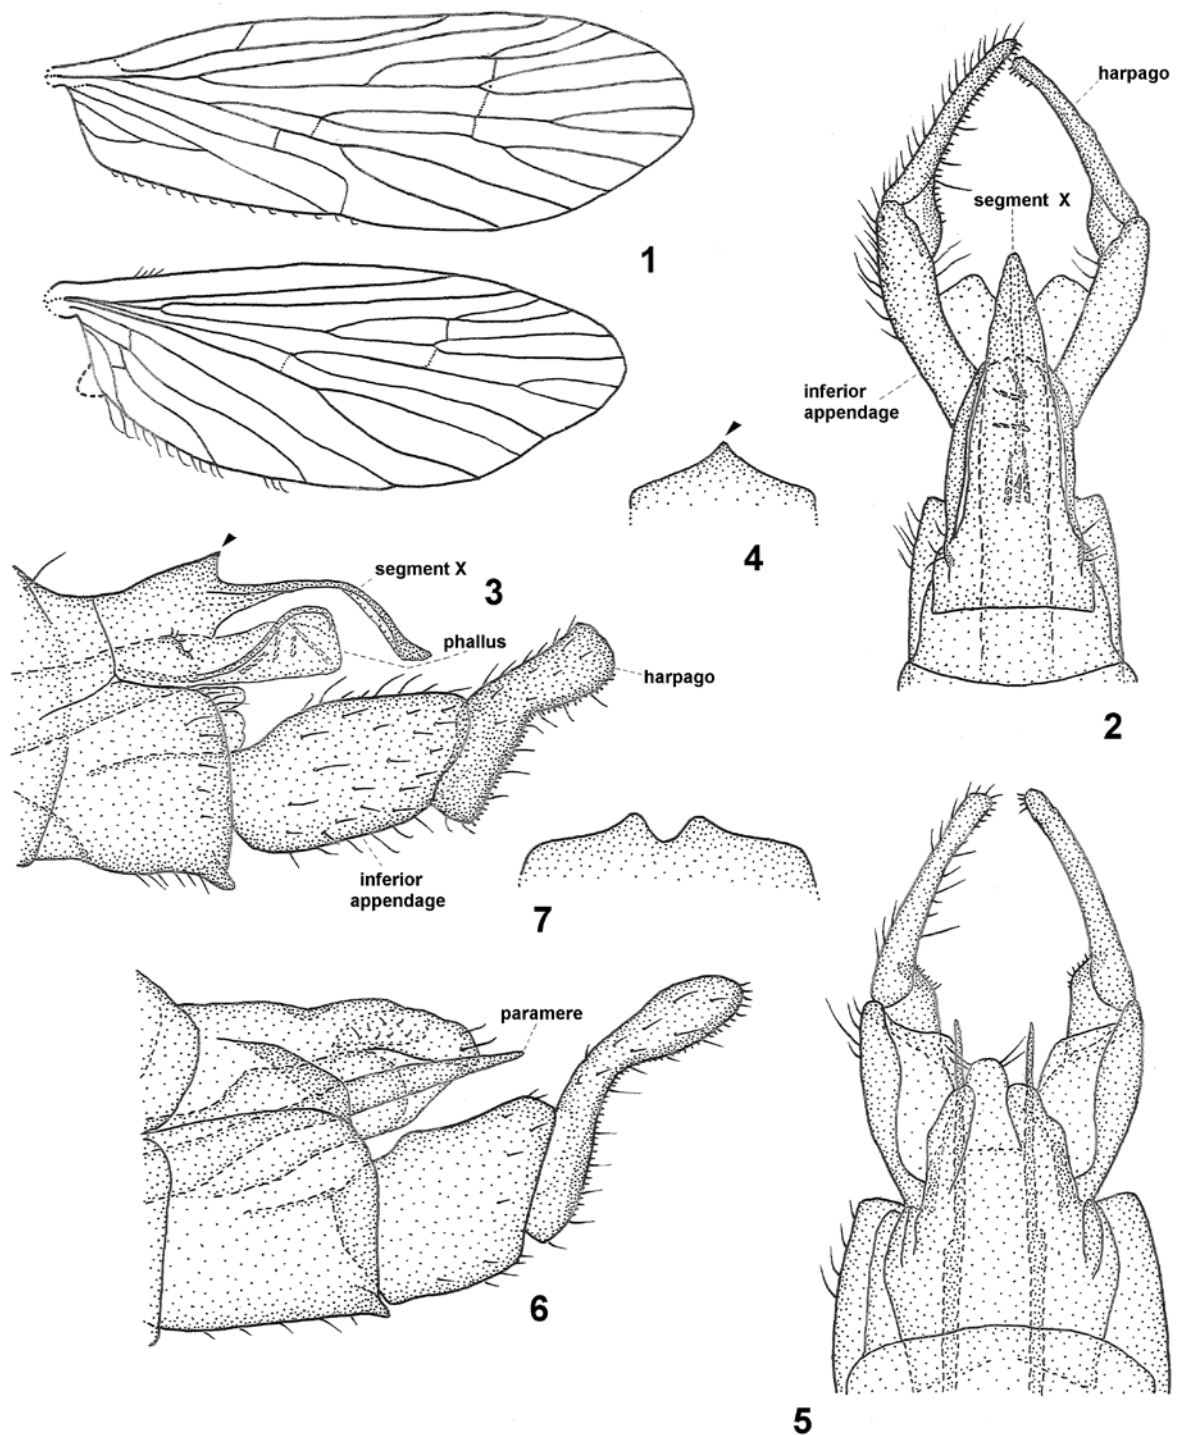 1
harpago
segment X
inferior
appendage
2
4
3
segment X
phallus
harpago
inferior
appendage
7
paramere
6
5